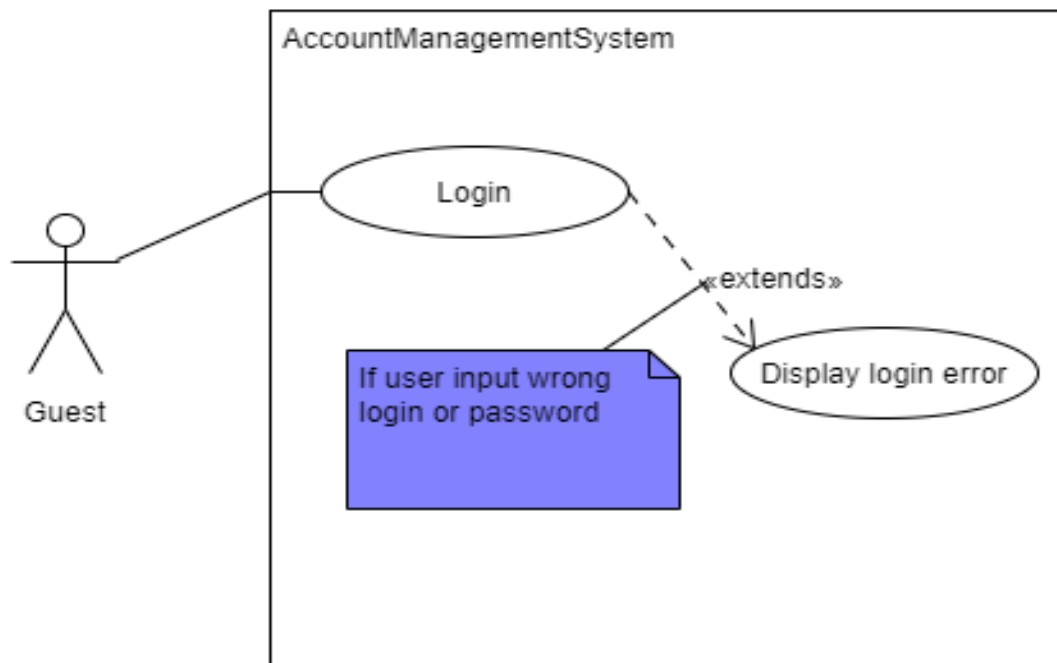 AccountManagementSystem
Login
«extends»
If user input wrong
login or password
Display login error
Guest